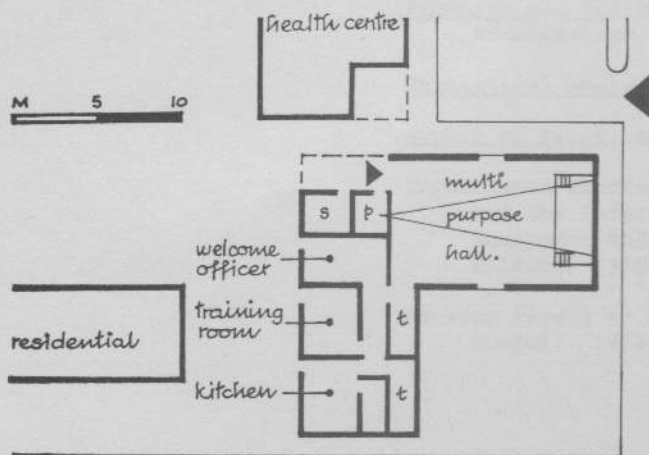 health centre
M 5 10
multi
s p purpose
welcome
officer
hall.
training
room
t
residential
kitchen
t